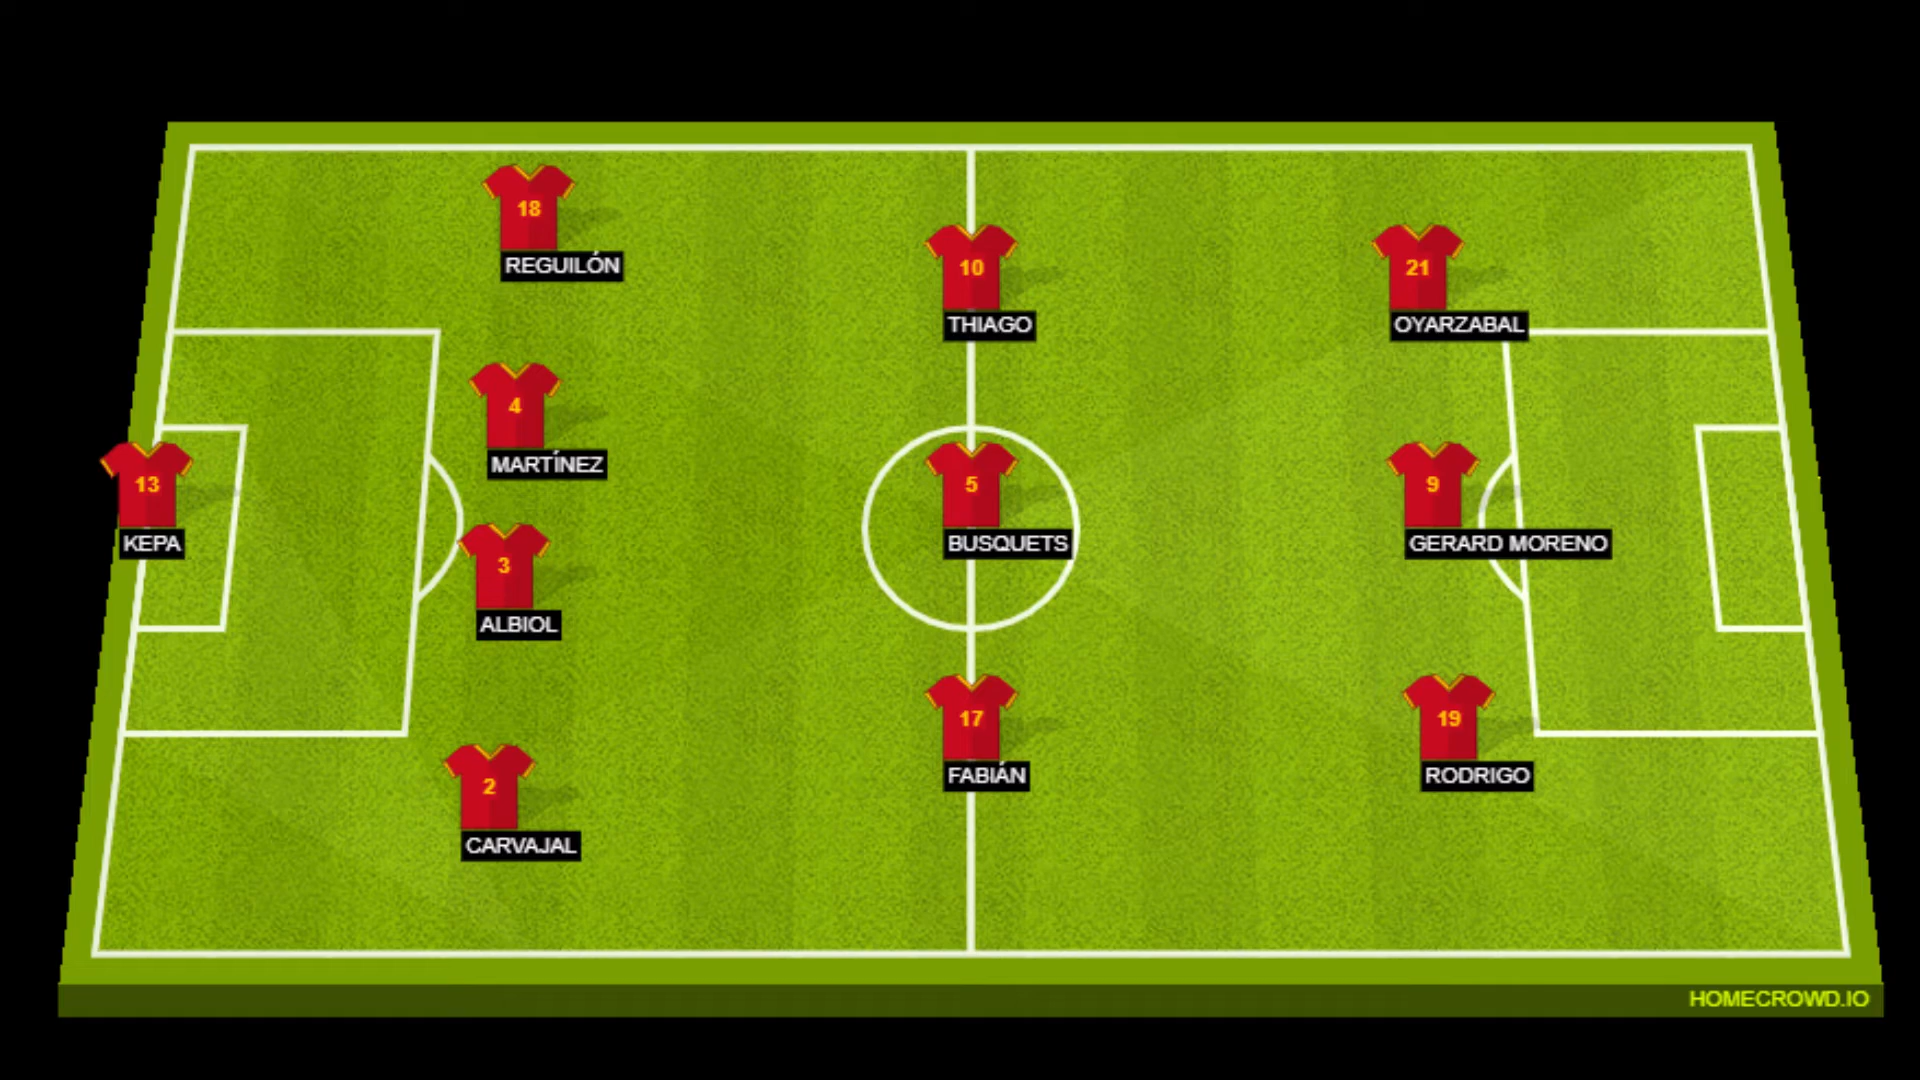 18
REGUILÓN
10
THIAGO
21
OYARZABAL
4
MARTÍNEZ
13
KEPA
5
BUSQUETS
9
GERARD MORENO
3
ALBIOL
17
FABIÁN
19
RODRIGO
2
CARVAJAL
HOMECROWD.IO